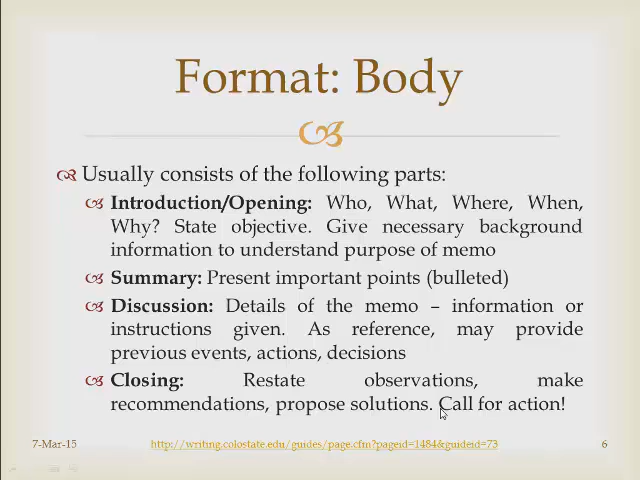 Format: Body
Usually consists of the following parts:
Introduction/Opening: Who, What, Where, When,
Why? State objective. Give necessary background
information to understand purpose of memo
Summary: Present important points (bulleted)
Discussion: Details of the memo – information or
instructions given. As reference, may provide
previous events, actions, decisions
Closing: Restate observations, make
recommendations, propose solutions. Call for action!
7-Mar-15 http://writing.colostate.edu/guides/page.cfm?pageid=1484&guideid=73 6